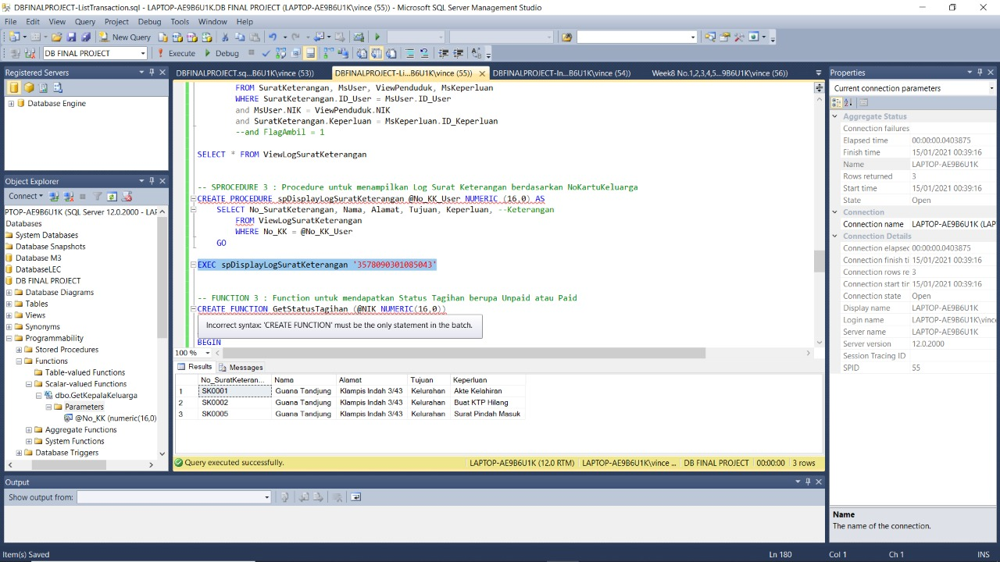 DBFINALPROJECT-ListTransaction.sql - LAPTOP-AE9B6U1K.DB FINAL PROJECT (LAPTOP-AE9B6U1K\vince (55)) - Microsoft SQL Server Management Studio
File Edit View Query Project Debug Tools Window Help
New Query
DB FINAL PROJECT Execute Debug
Registered Servers
Database Engine
Object Explorer
Connect
PTOP-AE9B6U1K (SQL Server 12.0.2000 - LAF
Databases
System Databases
Database Snapshots
Database M3
DatabaseLEC
DB FINAL PROJECT
Database Diagrams
Tables
Views
Synonyms
Programmability
Stored Procedures
Functions
Table-valued Functions
Scalar-valued Functions
dbo.GetKepalaKeluarga
Parameters
@No_KK (numeric(16,0)
Aggregate Functions
System Functions
Database Triggers
DBFINALPROJECT.sq...B6U1K\vince (53)) DBFINALPROJECT-Li...B6U1K\vince (55)) DBFINALPROJECT-In...B6U1K\vince (54)) Week8 No.1,2,3,4,5...9B6U1K\vince (56))
FROM SuratKeterangan, MsUser, ViewPenduduk, MsKeperluan
WHERE SuratKeterangan.ID_User = MsUser.ID_User
and MsUser.NIK = ViewPenduduk.NIK
and SuratKeterangan.Keperluan = MsKeperluan.ID_Keperluan
--and FlagAmbil = 1
SELECT * FROM ViewLogSuratKeterangan
-- SPROCEDURE 3 : Procedure untuk menampilkan Log Surat Keterangan berdasarkan NoKartuKeluarga
CREATE PROCEDURE spDisplayLogSuratKeterangan @No_KK_User NUMERIC (16,0) AS
SELECT No_SuratKeterangan, Nama, Alamat, Tujuan, Keperluan, --Keterangan
FROM ViewLogSuratKeterangan
WHERE No_KK = @No_KK_User
GO
EXEC spDisplayLogSuratKeterangan '3578090301085043'
-- FUNCTION 3 : Function untuk mendapatkan Status Tagihan berupa Unpaid atau Paid
CREATE FUNCTION GetStatusTagihan (@NIK NUMERIC(16,0))
Incorrect syntax: 'CREATE FUNCTION' must be the only statement in the batch.
BEGIN
100 %
Results Messages
No_SuratKeteran... Nama Alamat Tujuan Keperluan
1 SK0001 Guana Tandjung Klampis Indah 3/43 Kelurahan Akte Kelahiran
2 SK0002 Guana Tandjung Klampis Indah 3/43 Kelurahan Buat KTP Hilang
3 SK0005 Guana Tandjung Klampis Indah 3/43 Kelurahan Surat Pindah Masuk
Query executed successfully. LAPTOP-AE9B6U1K (12.0 RTM) LAPTOP-AE9B6U1K\vince ... DB FINAL PROJECT 00:00:00 3 rows
Properties
Current connection parameters
Aggregate Status
Connection failures
Elapsed time 00:00:00.0403875
Finish time 15/01/2021 00:39:16
Name LAPTOP-AE9B6U1K
Rows returned 3
Start time 15/01/2021 00:39:16
State Open
Connection
Connection name LAPTOP-AE9B6U1K (LAP
Connection Details
Connection elapsec 00:00:00.0403875
Connection finish ti 15/01/2021 00:39:16
Connection rows re 3
Connection start tir 15/01/2021 00:39:16
Connection state Open
Display name LAPTOP-AE9B6U1K
Login name LAPTOP-AE9B6U1K\vince
Server name LAPTOP-AE9B6U1K
Server version 12.0.2000
Session Tracing ID
SPID 55
Name
The name of the connection.
Output
Show output from:
Item(s) Saved Ln 180 Col 1 Ch 1 INS